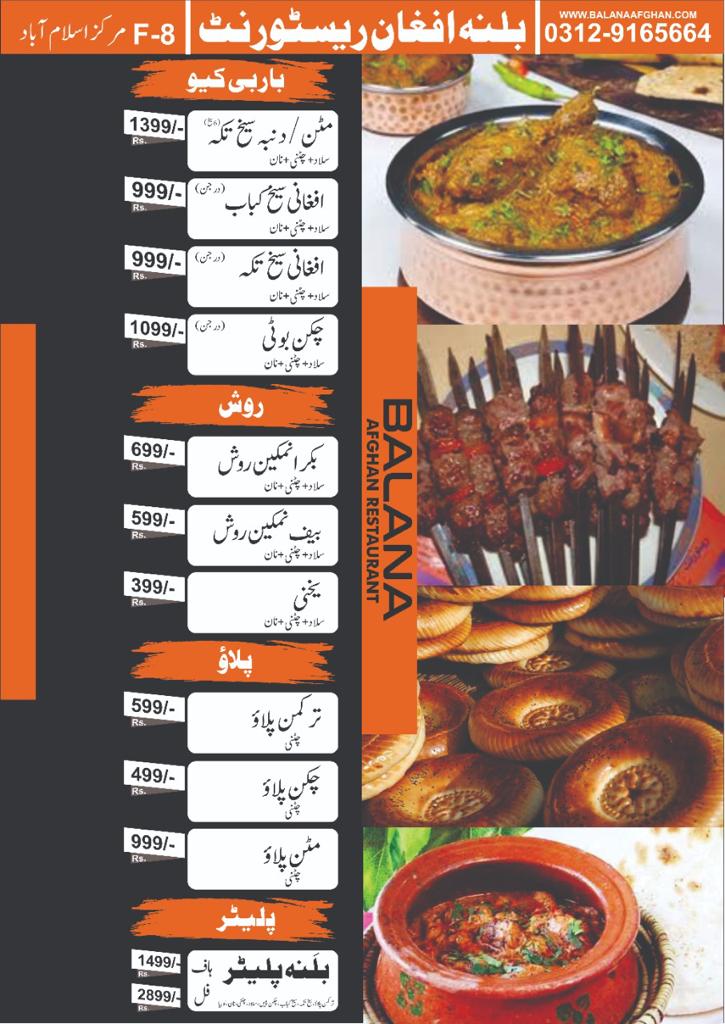 بلنه افغان ریسٹورنٹ
F-8 مرکز اسلام آباد
WWW.BALANAAFGHAN.COM
0312-9165664
باربی کیو
مٹن / دنبہ سیخ تکہ
1399/-
Rs.
سلاد + چٹنی + نان
افغانی سیخ کباب (درجن)
999/-
Rs.
سلاد + چٹنی + نان
افغانی سیخ تکہ (درجن)
999/-
Rs.
سلاد + چٹنی + نان
چکن بوٹی (درجن)
1099/-
Rs.
سلاد + چٹنی + نان
روش
بکرا نمکین روش
699/-
Rs.
سلاد + چٹنی + نان
بیف نمکین روش
599/-
Rs.
سلاد + چٹنی + نان
یخنی
399/-
Rs.
سلاد + چٹنی + نان
پلاؤ
ترکمن پلاؤ
599/-
Rs.
چٹنی
چکن پلاؤ
499/-
Rs.
چٹنی
مٹن پلاؤ
999/-
Rs.
چٹنی
پلیٹر
بلَنه پلیٹر
ہاف
1499/-
Rs.
فل
2899/-
Rs.
BALANA
AFGHAN RESTAURANT